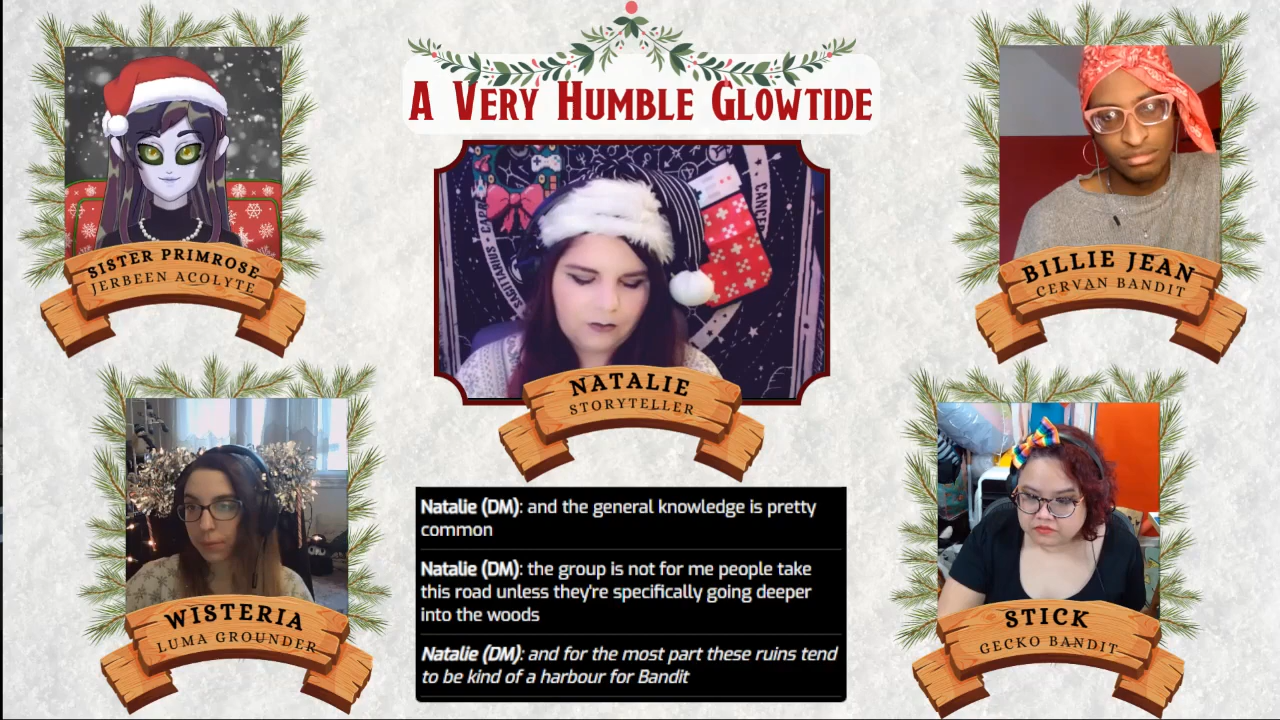 A VERY HUMBLE GLOWTIDE
SISTER PRIMROSE
JERBEEN ACOLYTE
BILLIE JEAN
CERVAN BANDIT
CANCER
SAGITTARIUS
NATALIE
STORYTELLER
WISTERIA
LUMA GROUNDER
STICK
GECKO BANDIT
Natalie (DM): and the general knowledge is pretty
common
Natalie (DM): the group is not for me people take
this road unless they're specifically going deeper
into the woods
Natalie (DM): and for the most part these ruins tend
to be kind of a harbour for Bandit